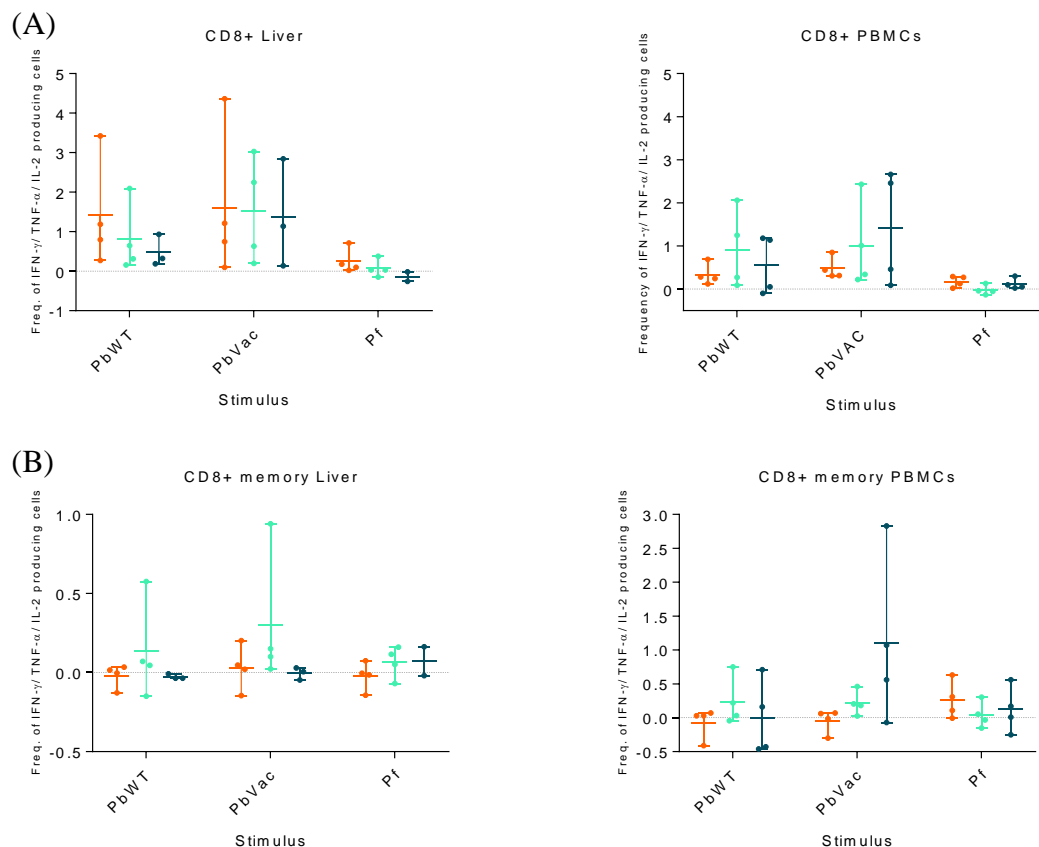 (A)
CD8+ Liver
Freq. of IFN-γ/ TNF-α/ IL-2 producing cells
5
4
3
2
1
0
-1
PbWT
PbVac
Pf
Stimulus
CD8+ PBMCs
Frequency of IFN-γ/ TNF-α/ IL-2 producing cells
5
4
3
2
1
0
PbWT
PbVAC
Pf
Stimulus
(B)
CD8+ memory Liver
Freq. of IFN-γ/ TNF-α/ IL-2 producing cells
1.0
0.5
0.0
-0.5
PbWT
PbVac
Pf
Stimulus
CD8+ memory PBMCs
Freq. of IFN-γ/ TNF-α/ IL-2 producing cells
3.0
2.5
2.0
1.5
1.0
0.5
0.0
-0.5
PbWT
PbVac
Pf
Stimulus